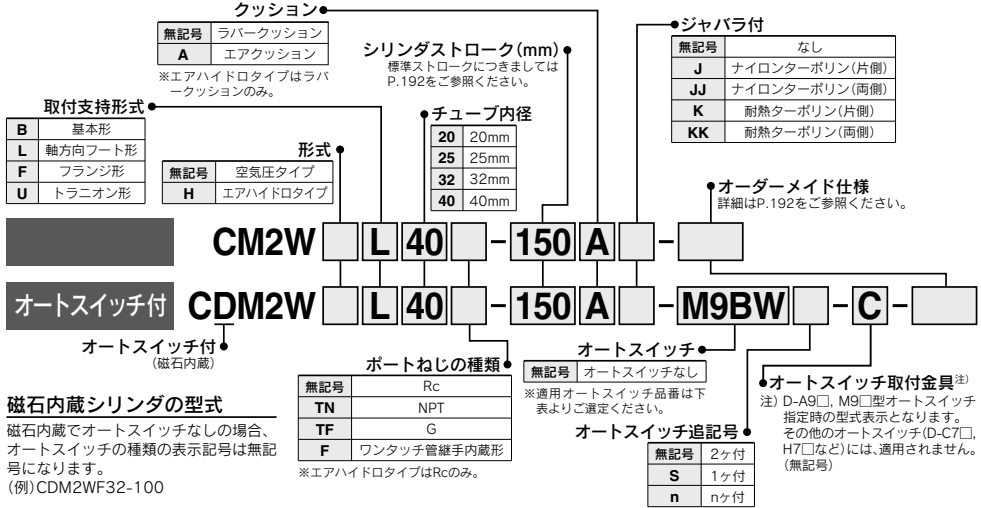 クッション
無記号 ラバークッション
A エアクッション
※エアハイドロタイプはラバ
ークッションのみ。
シリンダストローク(mm)
標準ストロークにつきましては
P.192をご参照ください。
ジャバラ付
無記号 なし
J ナイロンターポリン(片側)
JJ ナイロンターポリン(両側)
K 耐熱ターポリン(片側)
KK 耐熱ターポリン(両側)
取付支持形式
B 基本形
L 軸方向フート形
F フランジ形
U トラニオン形
形式
無記号 空気圧タイプ
H エアハイドロタイプ
チューブ内径
20 20mm
25 25mm
32 32mm
40 40mm
オーダーメイド仕様
詳細はP.192をご参照ください。
CM2W L 40 - 150 A -
オートスイッチ付 CDM2W L 40 - 150 A - M9BW - C -
オートスイッチ付
(磁石内蔵)
ポートねじの種類
無記号 Rc
TN NPT
TF G
F ワンタッチ管継手内蔵形
※エアハイドロタイプはRcのみ。
オートスイッチ
無記号 オートスイッチなし
※適用オートスイッチ品番は下
表よりご選定ください。
オートスイッチ追記号
無記号 2ヶ付
S 1ヶ付
n nヶ付
オートスイッチ取付金具注)
注) D-A9□, M9□型オートスイッチ
指定時の型式表示となります。
その他のオートスイッチ(D-C7□,
H7□など)には、適用されません。
(無記号)
磁石内蔵シリンダの型式
磁石内蔵でオートスイッチなしの場合、
オートスイッチの種類の表示記号は無記
号になります。
(例)CDM2WF32-100